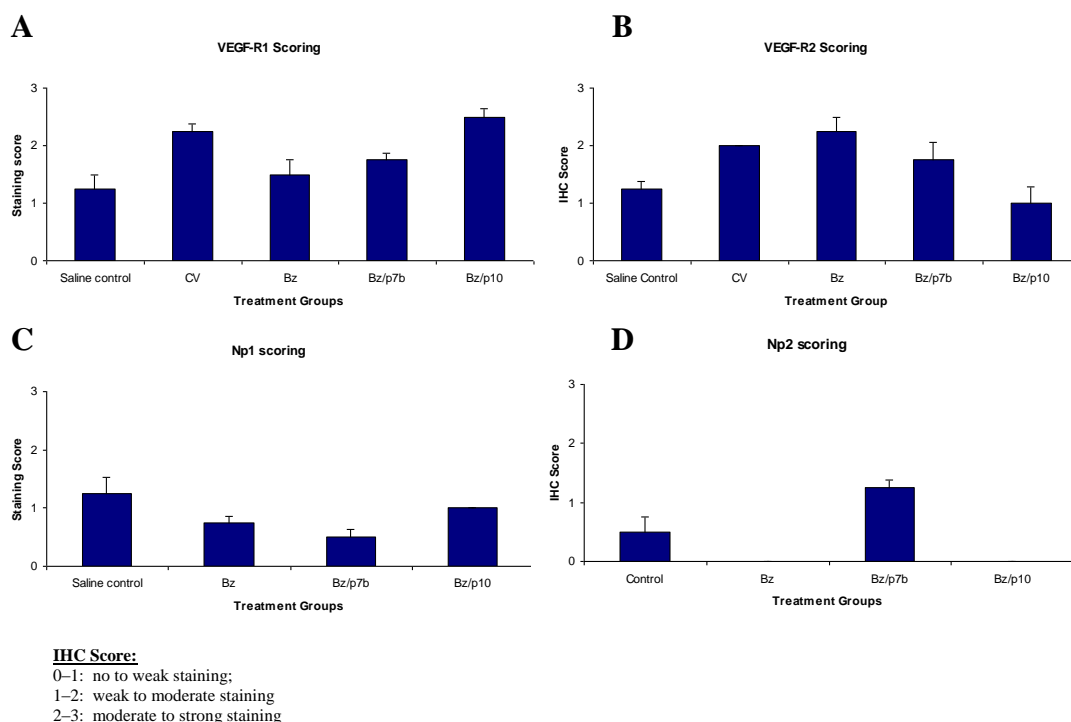 A
VEGF-R1 Scoring
3
2
1
0
Staining score
Saline control CV Bz Bz/p7b Bz/p10
Treatment Groups
B
VEGF-R2 Scoring
3
2
1
0
IHC Score
Saline Control CV Bz Bz/p7b Bz/p10
Treatment Group
C
Np1 scoring
3
2
1
0
Staining Score
Saline control Bz Bz/p7b Bz/p10
Treatment Groups
D
Np2 scoring
3
2
1
0
IHC Score
Control Bz Bz/p7b Bz/p10
Treatment Groups
IHC Score:
0–1: no to weak staining;
1–2: weak to moderate staining
2–3: moderate to strong staining